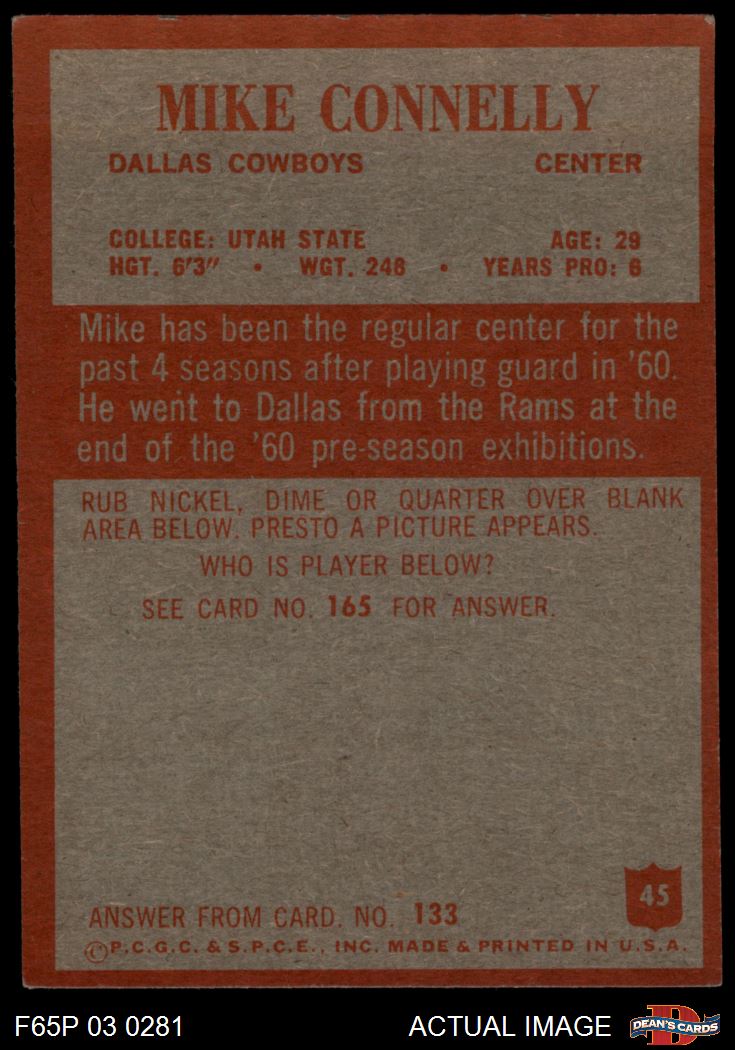 MIKE CONNELLY
DALLAS COWBOYS CENTER
COLLEGE: UTAH STATE AGE: 29
HGT. 6'3" • WGT. 248 • YEARS PRO: 6
Mike has been the regular center for the
past 4 seasons after playing guard in '60.
He went to Dallas from the Rams at the
end of the '60 pre-season exhibitions.
RUB NICKEL, DIME OR QUARTER OVER BLANK
AREA BELOW. PRESTO A PICTURE APPEARS.
WHO IS PLAYER BELOW?
SEE CARD NO. 165 FOR ANSWER.
45
ANSWER FROM CARD. NO. 133
©P.C.G.C. & S.P.C.E., INC. MADE & PRINTED IN U.S.A.
F65P 03 0281 ACTUAL IMAGE D DEAN'S CARDS